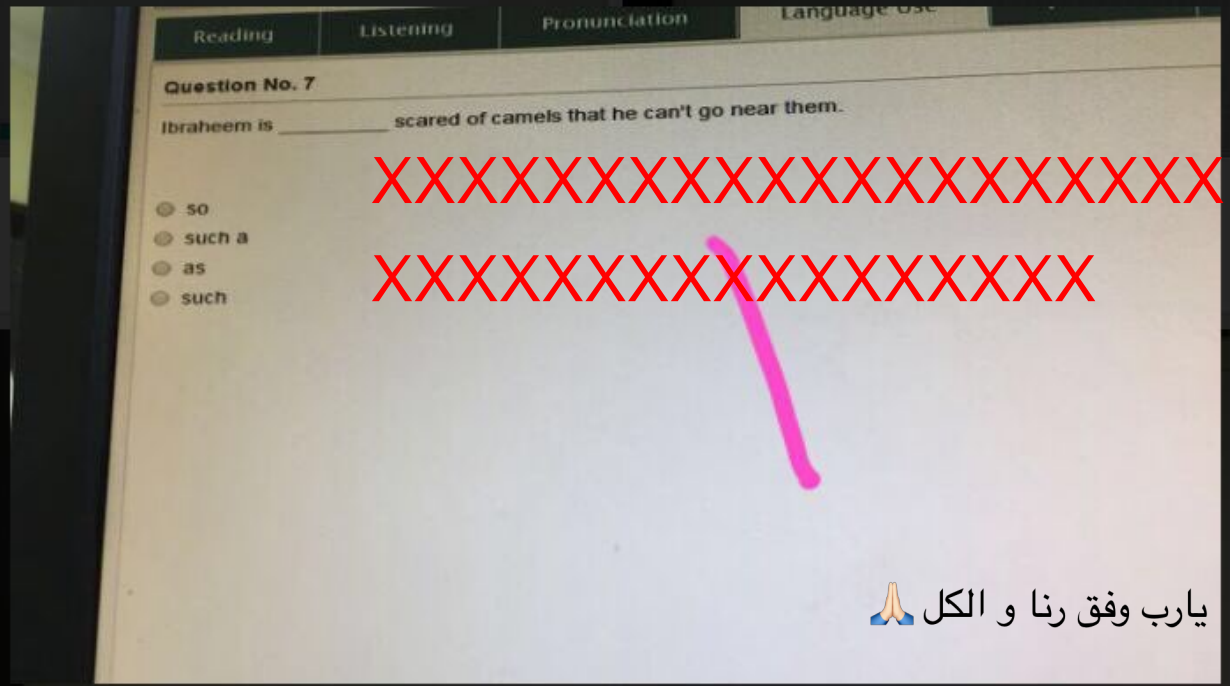 Reading Listening Pronunciation Language Use
Question No. 7
Ibraheem is __________ scared of camels that he can't go near them.
XXXXXXXXXXXXXXXXXXXX
so
such a
as
XXXXXXXXXXXXXXXXX
such
يارب وفق رنا و الكل🙏🏻